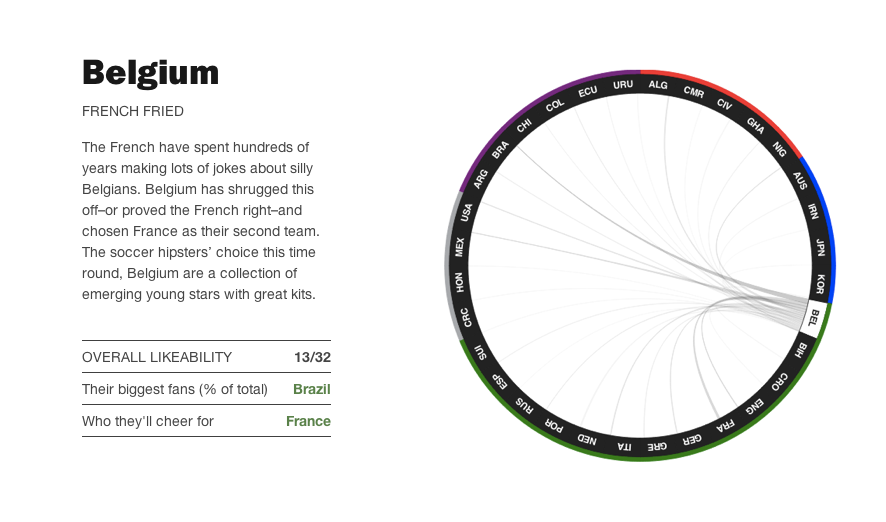 Belgium
FRENCH FRIED
The French have spent hundreds of
years making lots of jokes about silly
Belgians. Belgium has shrugged this
off–or proved the French right–and
chosen France as their second team.
The soccer hipsters’ choice this time
round, Belgium are a collection of
emerging young stars with great kits.
OVERALL LIKEABILITY 13/32
Their biggest fans (% of total) Brazil
Who they'll cheer for France
URU
ALG
CMR
CIV
GHA
NIG
AUS
IRN
JPN
KOR
BEL
BIH
CRO
ENG
FRA
GER
GRE
ITA
NED
POR
RUS
ESP
SUI
CRC
HON
MEX
USA
ARG
BRA
CHI
COL
ECU